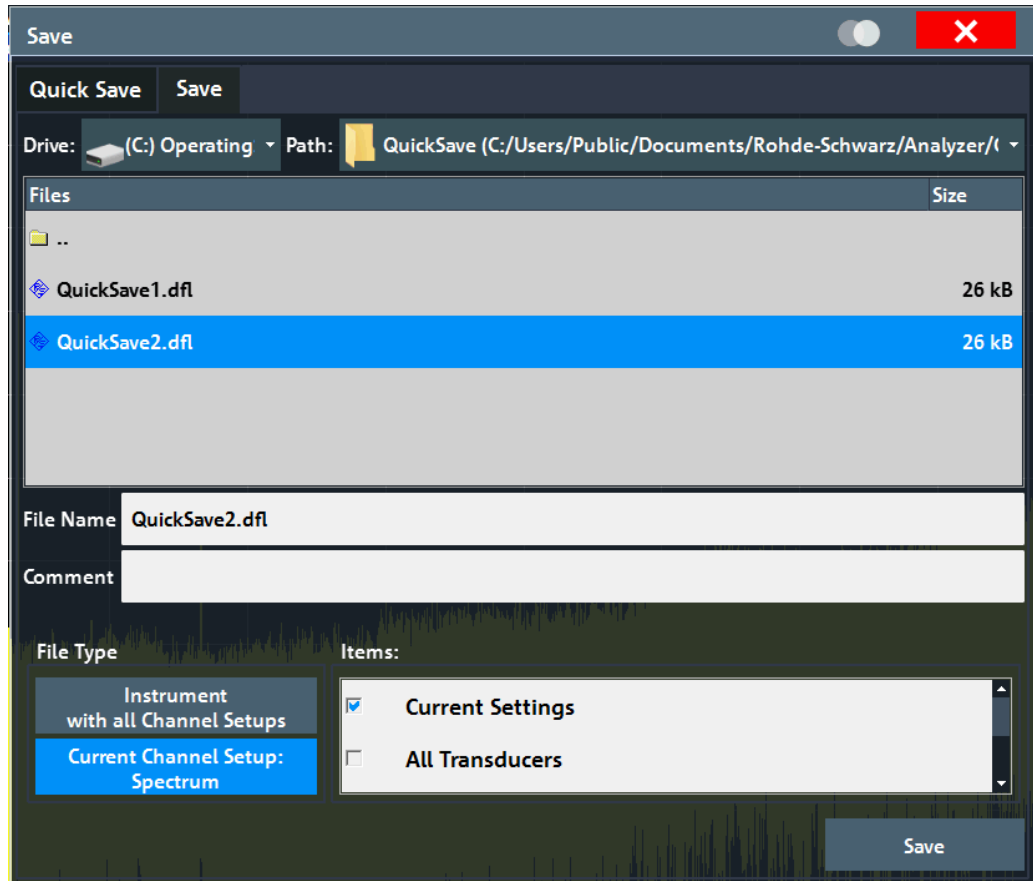 Save
Quick Save Save
Drive: (C:) Operating Path: QuickSave (C:/Users/Public/Documents/Rohde-Schwarz/Analyzer/
Files Size
..
QuickSave1.dfl 26 kB
QuickSave2.dfl 26 kB
File Name QuickSave2.dfl
Comment
File Type Items:
Instrument
with all Channel Setups
Current Settings
Current Channel Setup:
Spectrum
All Transducers
Save